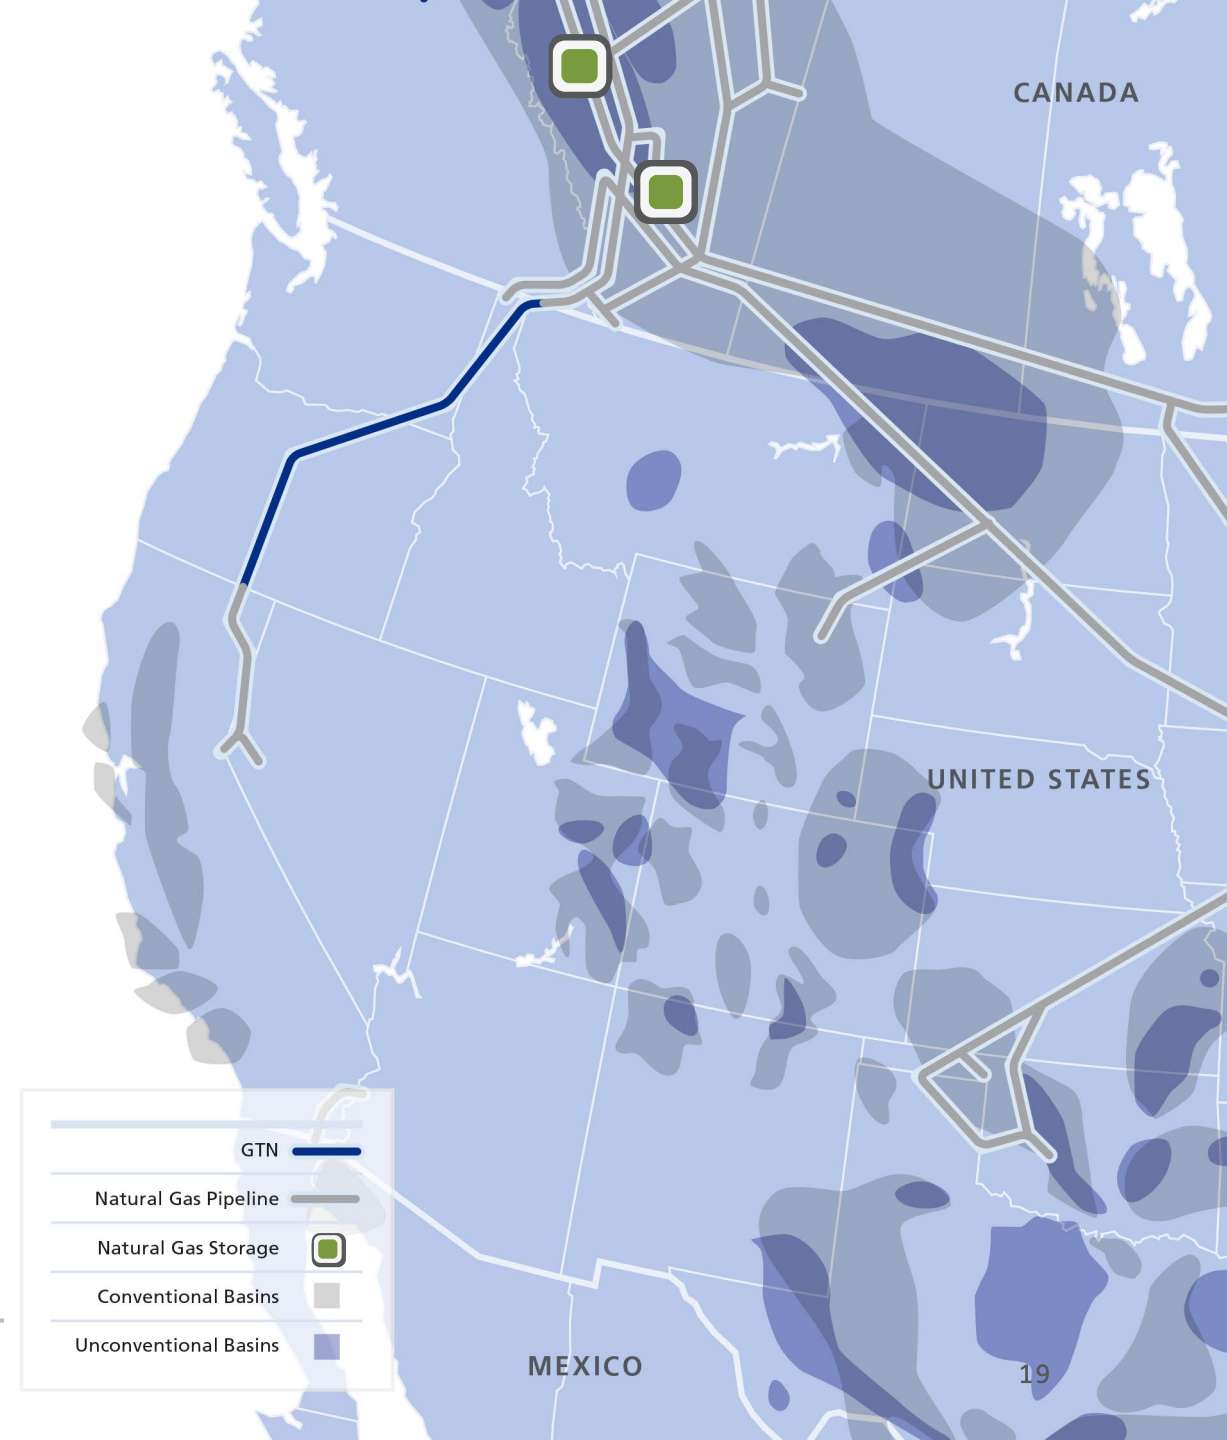 CANADA
UNITED STATES
GTN
Natural Gas Pipeline
Natural Gas Storage
Conventional Basins
Unconventional Basins
MEXICO
19